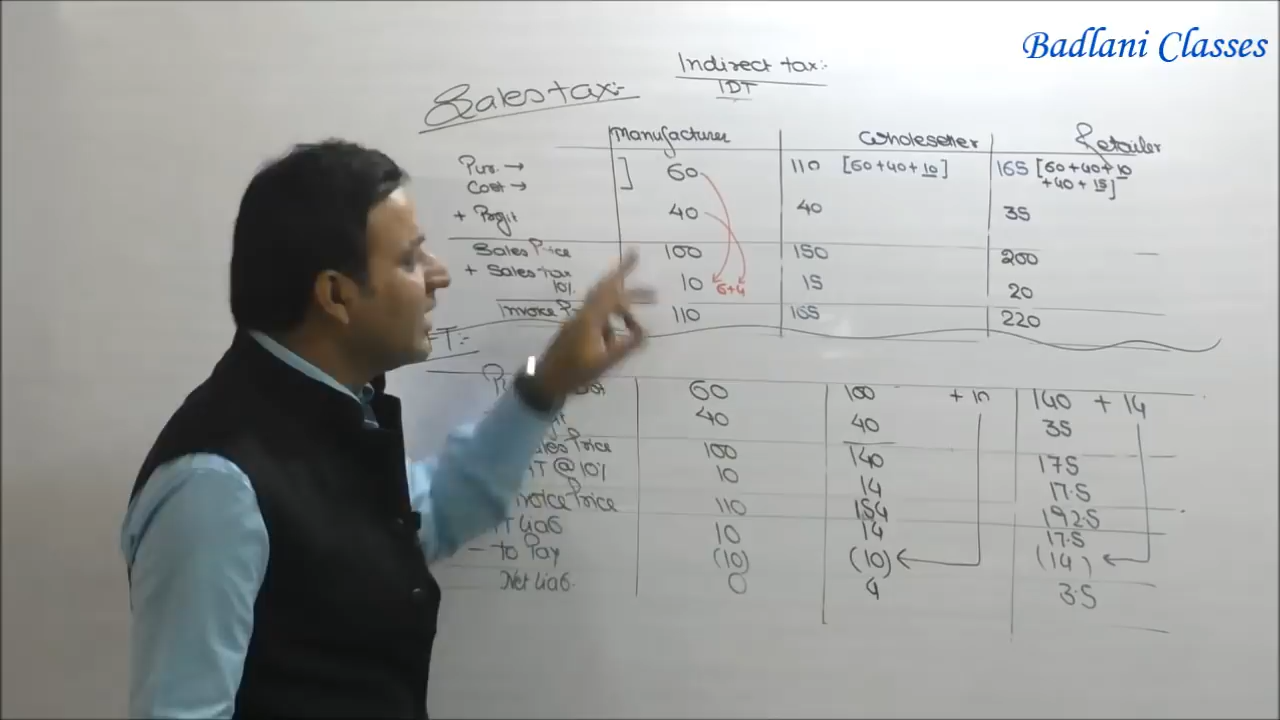 Badlani Classes
Indirect tax:-
IDT
Sales tax:-
Manufacturer Wholeseller Retailer
Pur. → 60 110 [60+40+10] 165 [60+40+10
Cost → +40+15]
+ Profit 40 40 35
Sales Price 100 150 200
+ Sales tax 10 6+4 15 20
10%
Invoice P 110 165 220
T:-
60 100 + 10 140 + 14
40 40 35
Price 100 140 175
T @ 10% 10 14 17.5
Invoice Price 110 154 192.5
10 14 17.5
- to Pay (10) (10) (14)
Net liab. 0 4 3.5